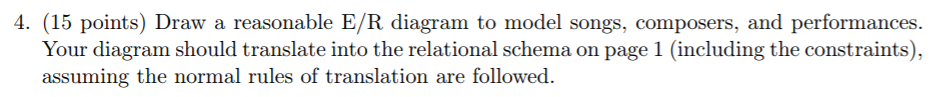 4. (15 points) Draw a reasonable E/R diagram to model songs, composers, and performances.
Your diagram should translate into the relational schema on page 1 (including the constraints),
assuming the normal rules of translation are followed.